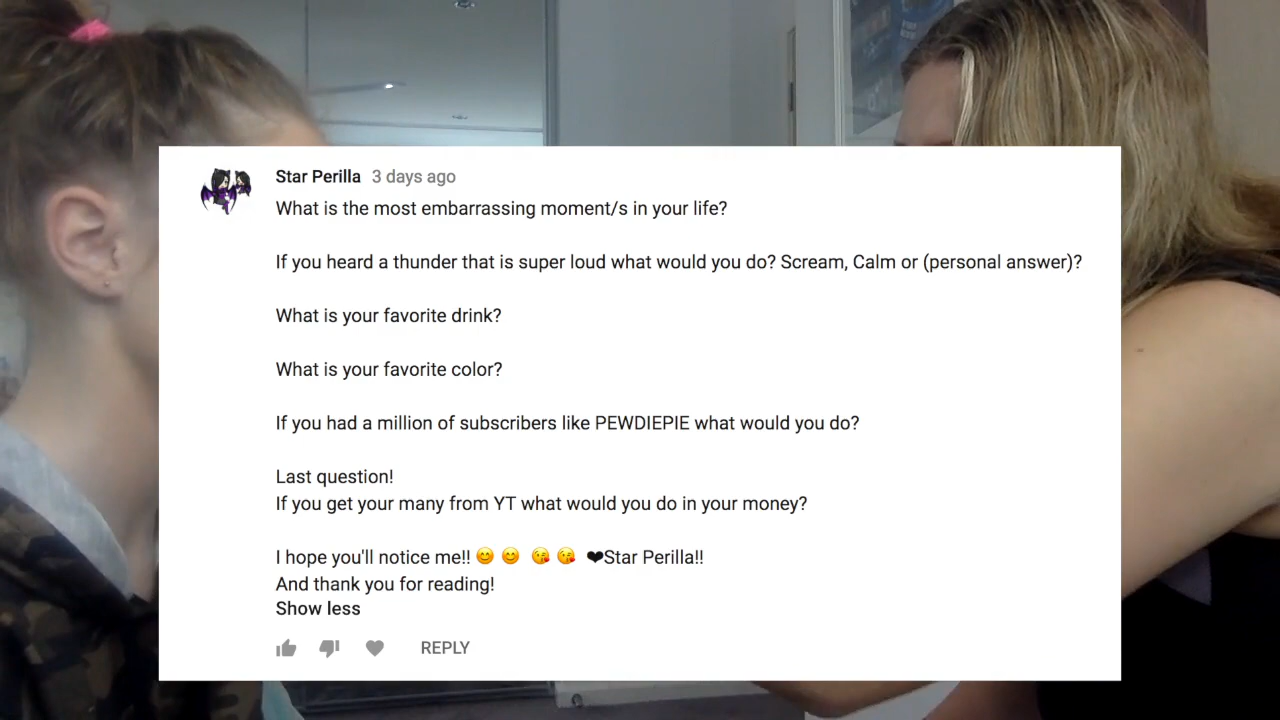 Star Perilla 3 days ago
What is the most embarrassing moment/s in your life?
If you heard a thunder that is super loud what would you do? Scream, Calm or (personal answer)?
What is your favorite drink?
What is your favorite color?
If you had a million of subscribers like PEWDIEPIE what would you do?
Last question!
If you get your many from YT what would you do in your money?
I hope you'll notice me!! 😊 😊 😘 😘 ❤Star Perilla!!
And thank you for reading!
Show less
REPLY